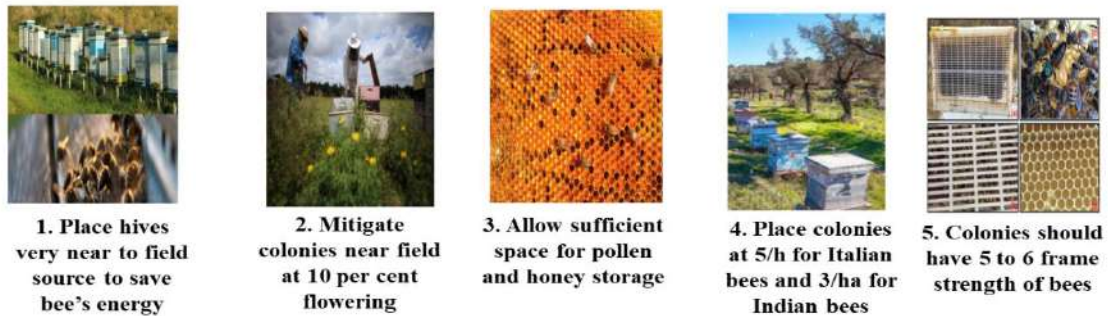 1. Place hives
very near to field
source to save
bee's energy
2. Mitigate
colonies near field
at 10 per cent
flowering
3. Allow sufficient
space for pollen
and honey storage
4. Place colonies
at 5/h for Italian
bees and 3/ha for
Indian bees
5. Colonies should
have 5 to 6 frame
strength of bees